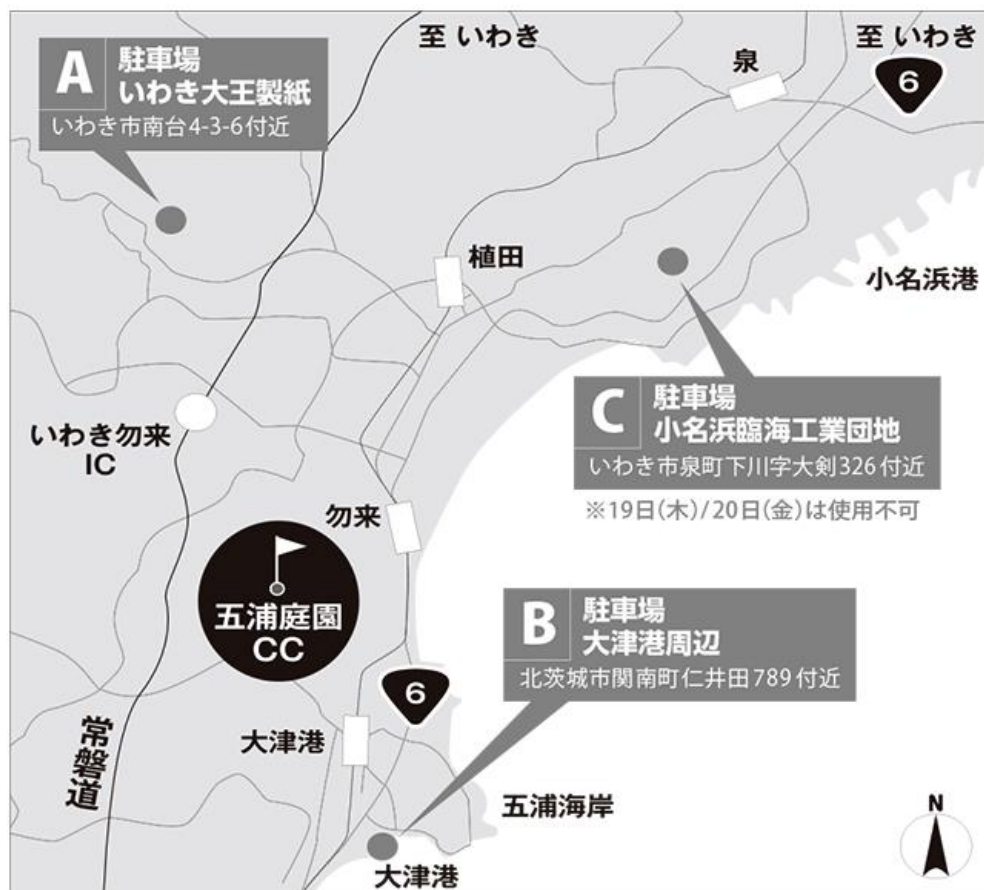 至 いわき
至 いわき
6
泉
A
駐車場
いわき大王製紙
いわき市南台4-3-6付近
植田
小名浜港
C
駐車場
小名浜臨海工業団地
いわき市泉町下川字大剣326付近
※19日(木)/20日(金)は使用不可
いわき勿来
IC
勿来
五浦庭園
CC
B
駐車場
大津港周辺
北茨城市関南町仁井田789付近
6
常磐道
大津港
五浦海岸
大津港
N